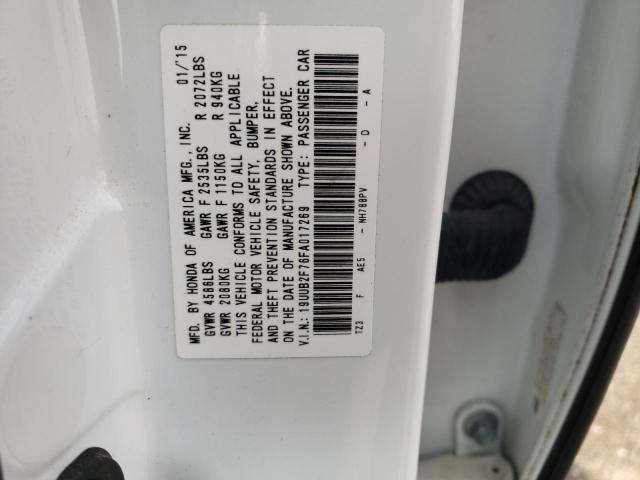 MFD. BY HONDA OF AMERICA MFG., INC. 01/'15
GVWR 4586LBS GAWR F 2535LBS R 2072LBS
GVWR 2080KG GAWR F 1150KG R 940KG
THIS VEHICLE CONFORMS TO ALL APPLICABLE
FEDERAL MOTOR VEHICLE SAFETY, BUMPER,
AND THEFT PREVENTION STANDARDS IN EFFECT
ON THE DATE OF MANUFACTURE SHOWN ABOVE.
V.I.N.: 19UUB2F76FA017269 TYPE: PASSENGER CAR
TZ3 F AE5 - NH788PV - D - A